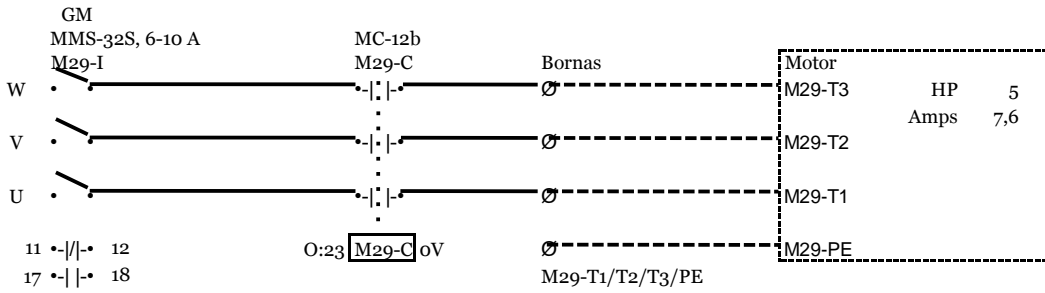 GM
MMS-32S, 6-10 A
M29-I
MC-12b
M29-C
Bornas
Motor
W
Ø
M29-T3
HP 5
Amps 7,6
V
Ø
M29-T2
U
Ø
M29-T1
11 •-|/|-• 12
O:23 M29-C 0V
Ø
M29-PE
17 •-| |-• 18
M29-T1/T2/T3/PE